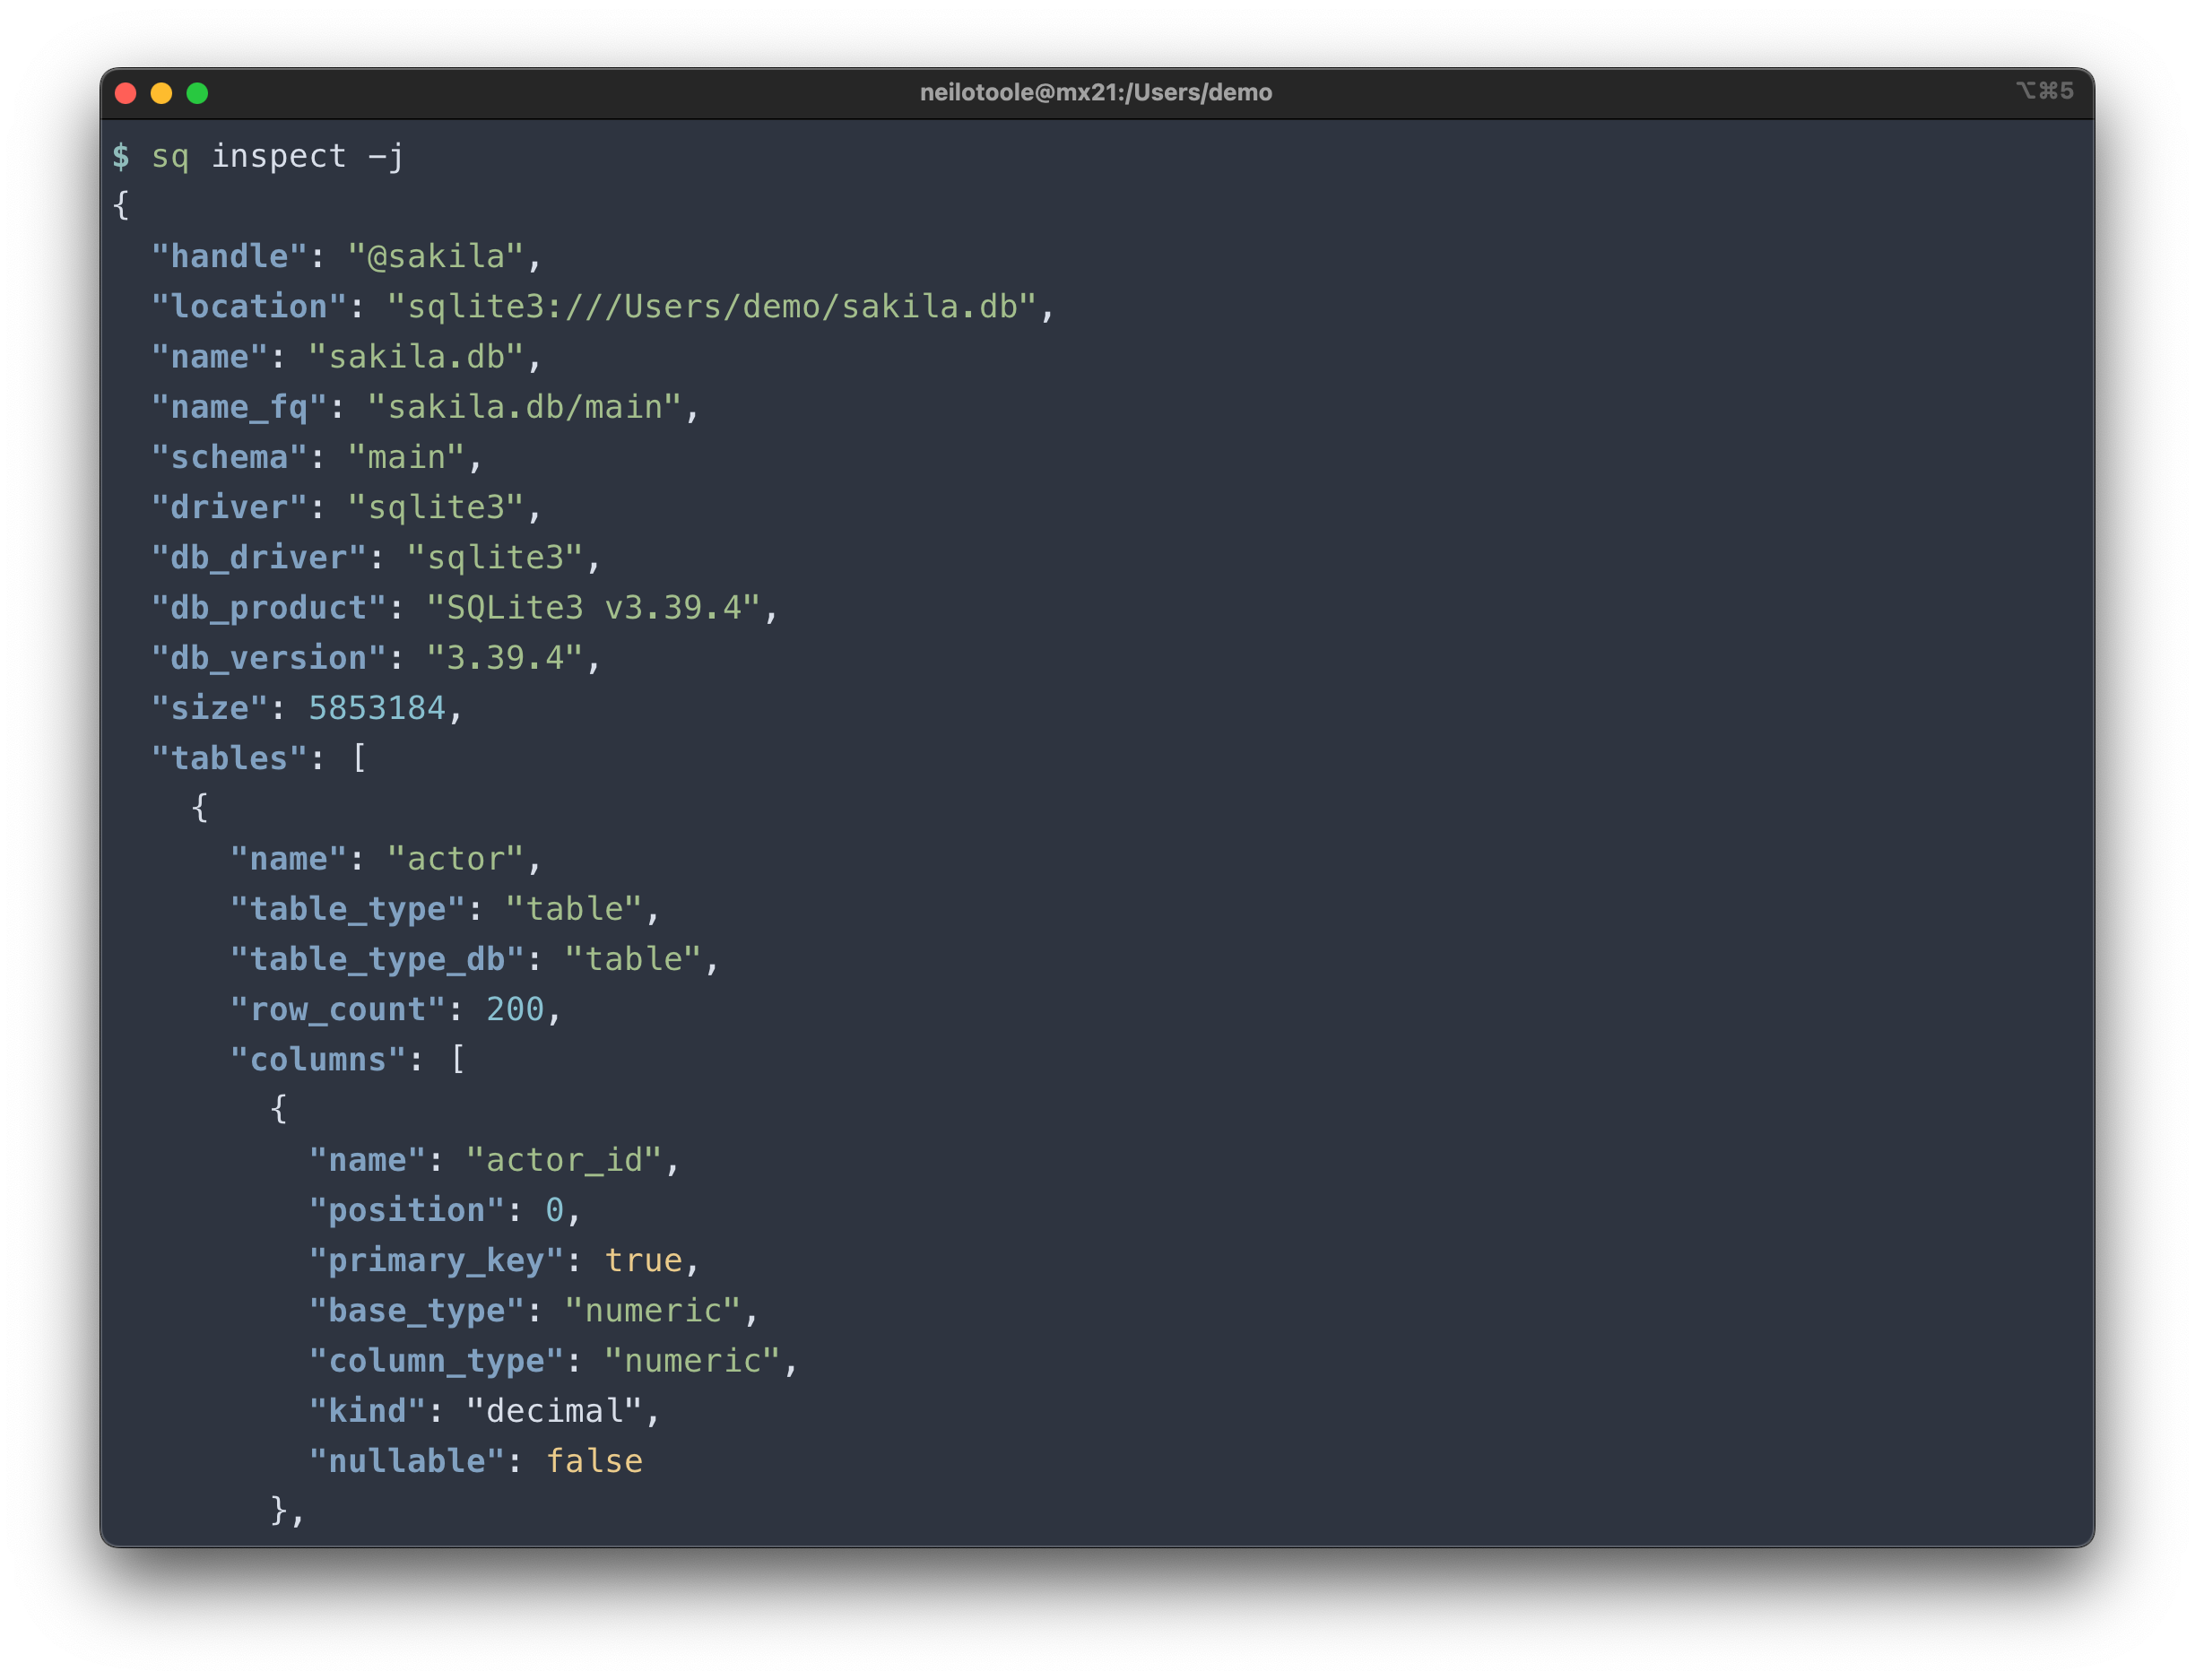 neilotoole@mx21:/Users/demo
⌥⌘5
$ sq inspect -j
{
  "handle": "@sakila",
  "location": "sqlite3:///Users/demo/sakila.db",
  "name": "sakila.db",
  "name_fq": "sakila.db/main",
  "schema": "main",
  "driver": "sqlite3",
  "db_driver": "sqlite3",
  "db_product": "SQLite3 v3.39.4",
  "db_version": "3.39.4",
  "size": 5853184,
  "tables": [
    {
      "name": "actor",
      "table_type": "table",
      "table_type_db": "table",
      "row_count": 200,
      "columns": [
        {
          "name": "actor_id",
          "position": 0,
          "primary_key": true,
          "base_type": "numeric",
          "column_type": "numeric",
          "kind": "decimal",
          "nullable": false
        },